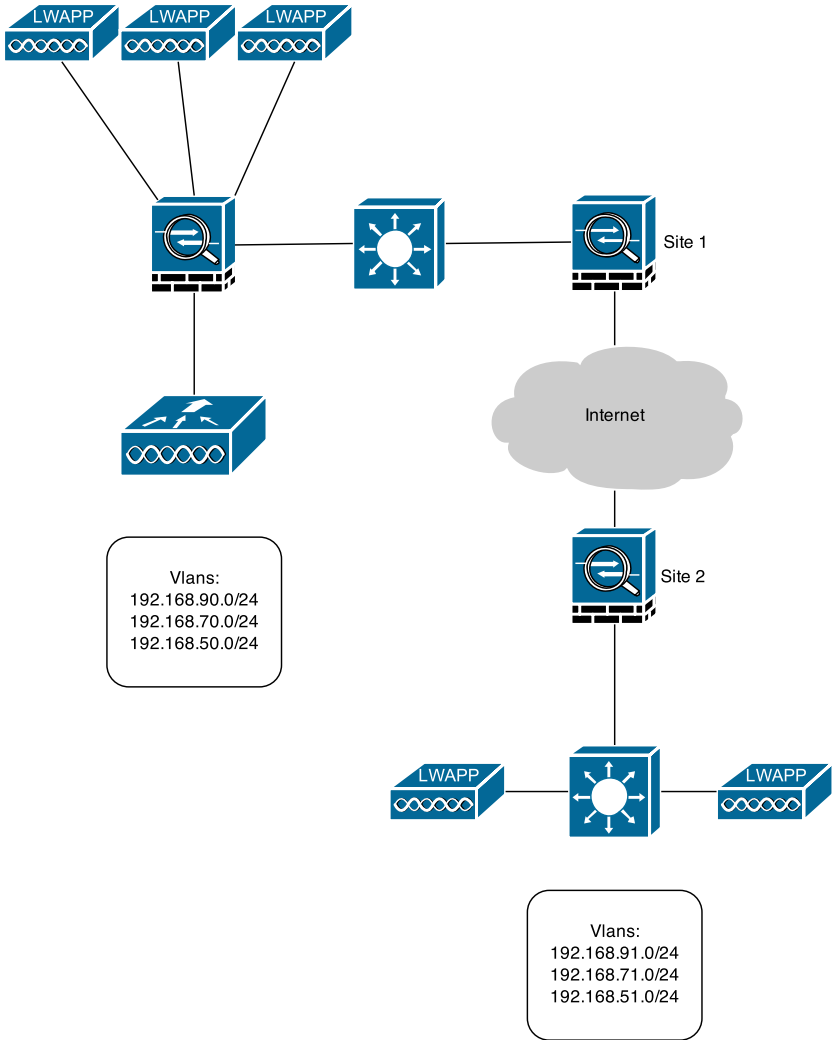 LWAPP
LWAPP
LWAPP
Site 1
Internet
Site 2
Vlans:
192.168.90.0/24
192.168.70.0/24
192.168.50.0/24
LWAPP
LWAPP
Vlans:
192.168.91.0/24
192.168.71.0/24
192.168.51.0/24